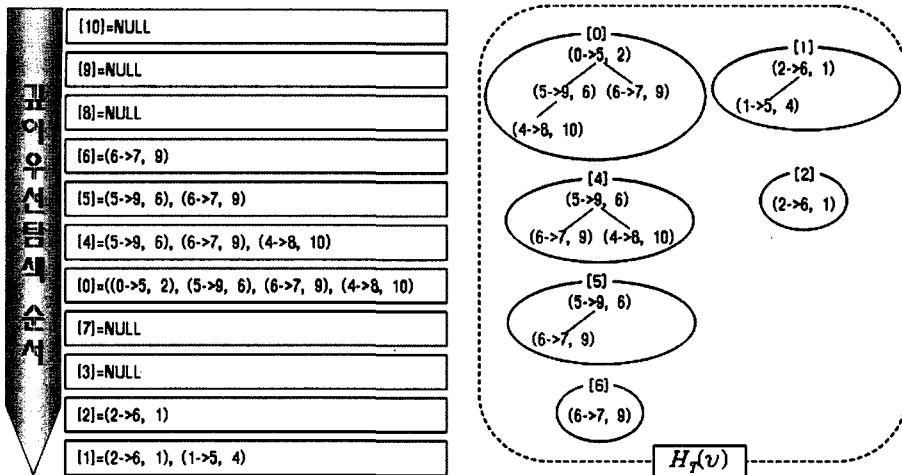 깊이 우선탐색 순서
[10]=NULL
[9]=NULL
[8]=NULL
[6]=(6->7, 9)
[5]=(5->9, 6), (6->7, 9)
[4]=(5->9, 6), (6->7, 9), (4->8, 10)
[0]=((0->5, 2), (5->9, 6), (6->7, 9), (4->8, 10)
[7]=NULL
[3]=NULL
[2]=(2->6, 1)
[1]=(2->6, 1), (1->5, 4)
[0]
(0->5, 2)
(5->9, 6) (6->7, 9)
(4->8, 10)
[1]
(2->6, 1)
(1->5, 4)
[4]
(5->9, 6)
(6->7, 9) (4->8, 10)
[2]
(2->6, 1)
[5]
(5->9, 6)
(6->7, 9)
[6]
(6->7, 9)
H_T(υ)